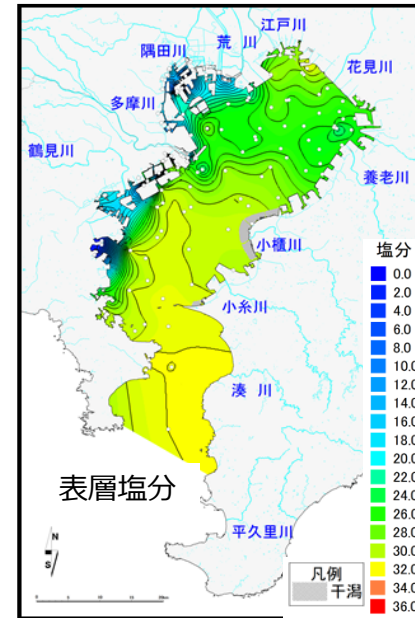 江戸川
隅田川
荒 川
花見川
多摩川
鶴見川
養老川
小櫃川
塩分
0.0
2.0
4.0
6.0
8.0
10.0
12.0
14.0
16.0
18.0
20.0
22.0
24.0
26.0
28.0
30.0
32.0
34.0
36.0
小糸川
湊 川
表層塩分
平久里川
N
S
凡例
干潟